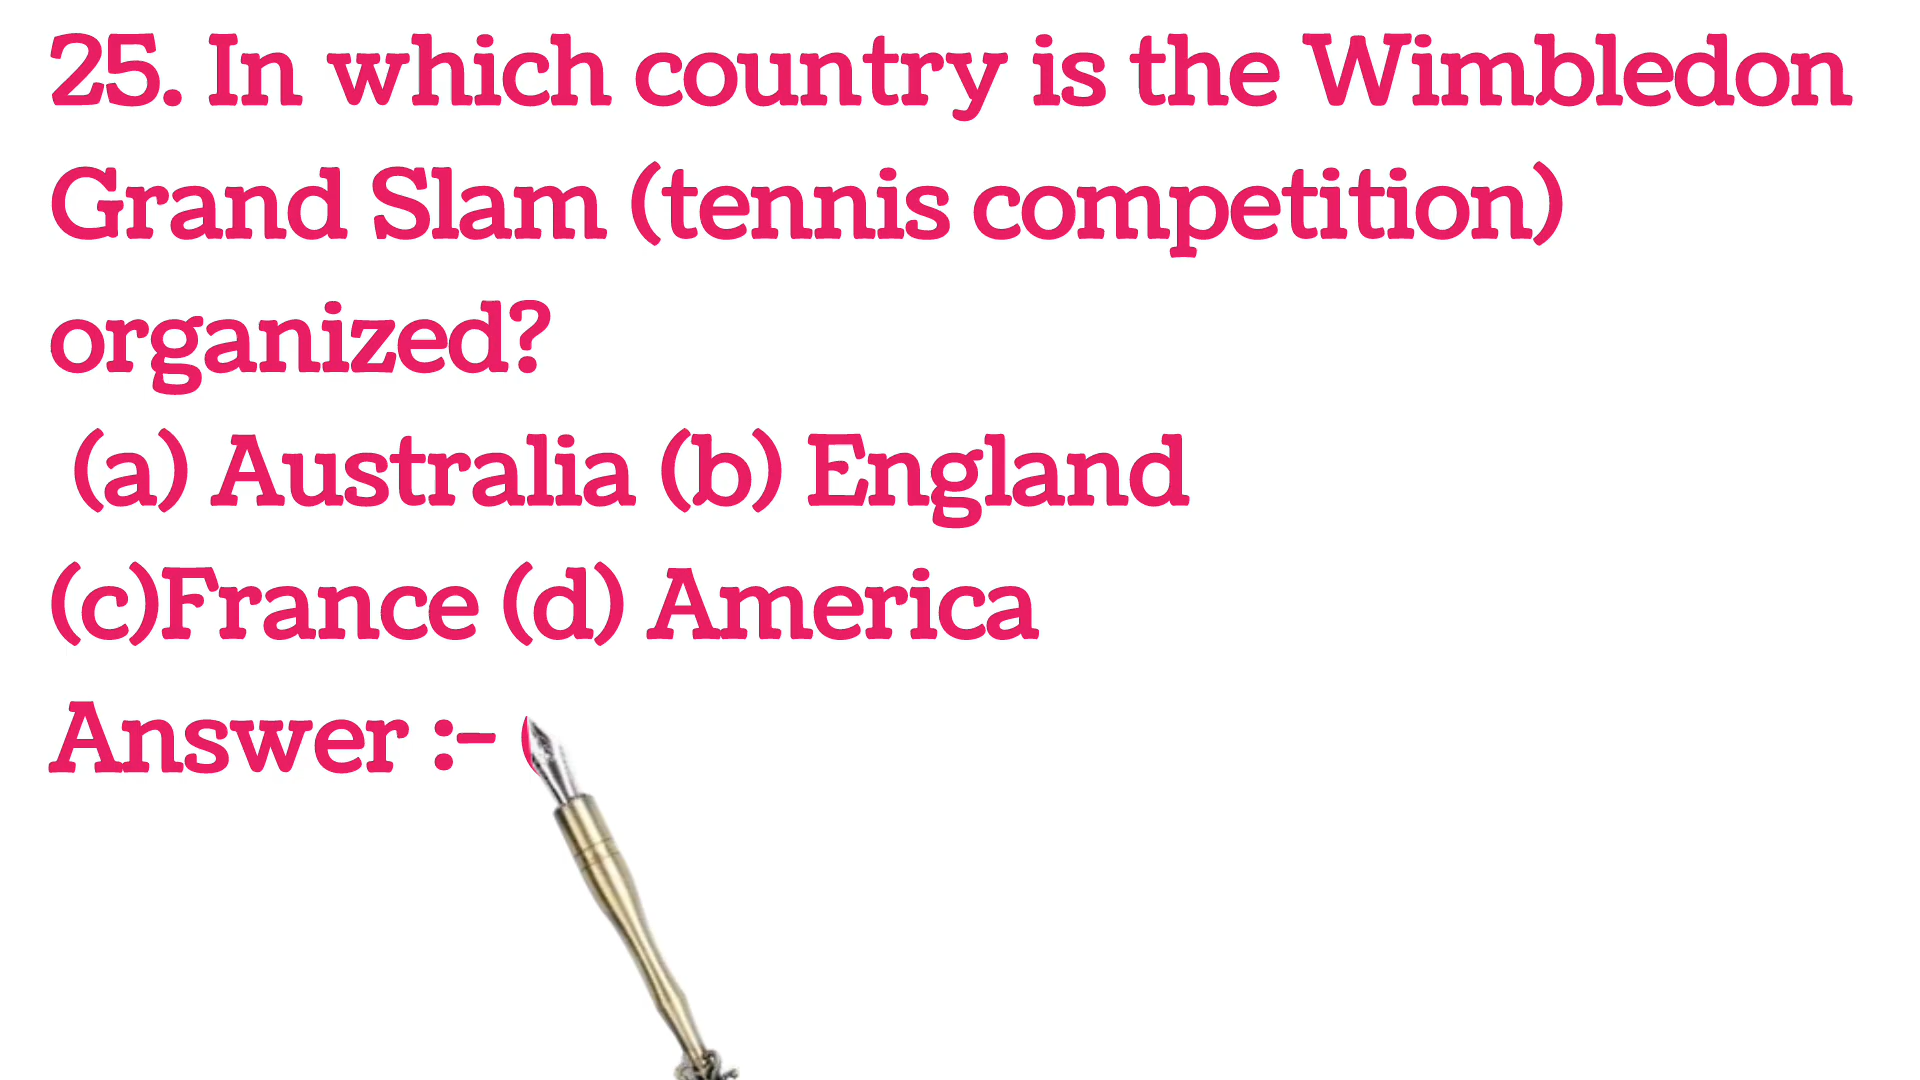 25. In which country is the Wimbledon
Grand Slam (tennis competition)
organized?
(a) Australia (b) England
(c)France (d) America
Answer :-